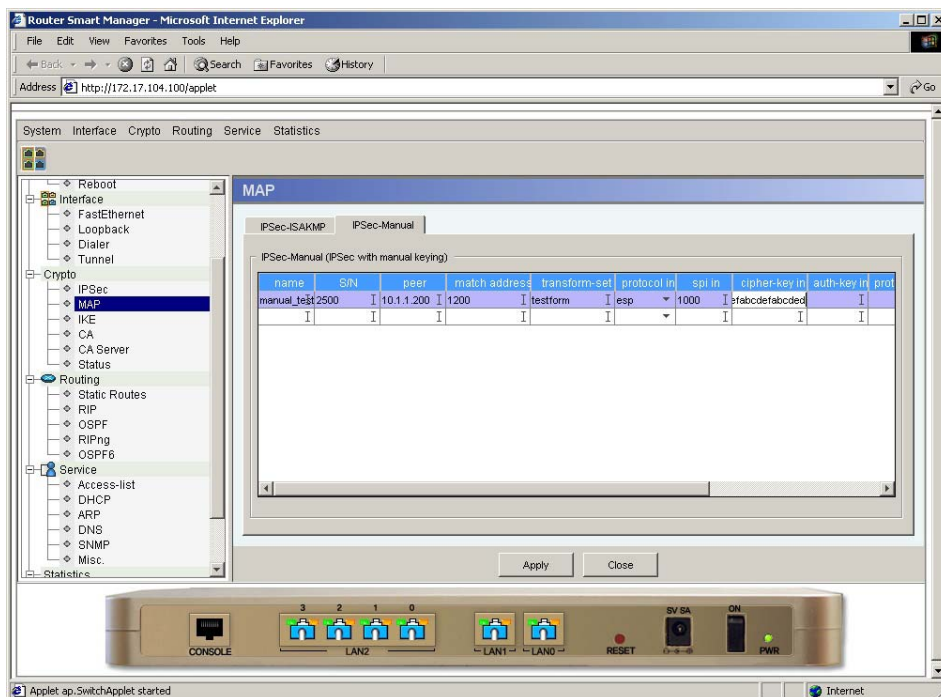 Router Smart Manager - Microsoft Internet Explorer
File Edit View Favorites Tools Help
Back Search Favorites History
Address http://172.17.104.100/applet Go
System Interface Crypto Routing Service Statistics
Reboot
Interface
FastEthernet
Loopback
Dialer
Tunnel
Crypto
IPSec
MAP
IKE
CA
CA Server
Status
Routing
Static Routes
RIP
OSPF
RIPng
OSPF6
Service
Access-list
DHCP
ARP
DNS
SNMP
Misc.
Statistics
MAP
IPSec-ISAKMP IPSec-Manual
IPSec-Manual (IPSec with manual keying)
name S/N peer match address transform-set protocol in spi in cipher-key in auth-key in prot
manual_test 2500 10.1.1.200 1200 testform esp 1000 efabcdefabcded
Apply Close
3 2 1 0 5V 5A ON
CONSOLE LAN2 LAN1 LAN0 RESET PWR
Applet ap.SwitchApplet started Internet